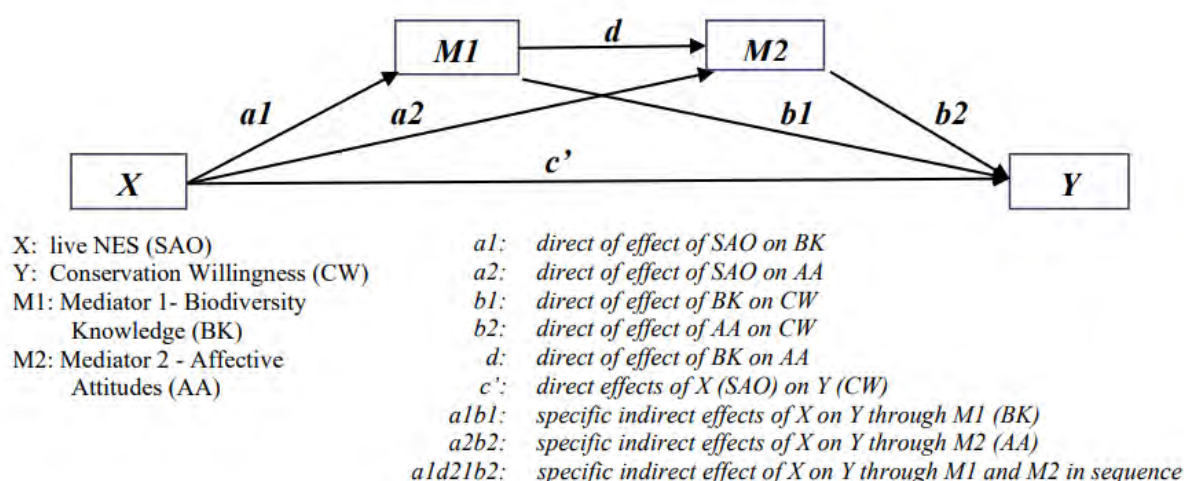 M1
d
M2
a1
a2
b1
b2
X
c'
Y
X: live NES (SAO)
Y: Conservation Willingness (CW)
M1: Mediator 1- Biodiversity
Knowledge (BK)
M2: Mediator 2 - Affective
Attitudes (AA)
a1: direct of effect of SAO on BK
a2: direct of effect of SAO on AA
b1: direct effect of BK on CW
b2: direct effect of AA on CW
d: direct effect of BK on AA
c': direct effects of X (SAO) on Y (CW)
a1b1: specific indirect effects of X on Y through M1 (BK)
a2b2: specific indirect effects of X on Y through M2 (AA)
a1d21b2: specific indirect effect of X on Y through M1 and M2 in sequence